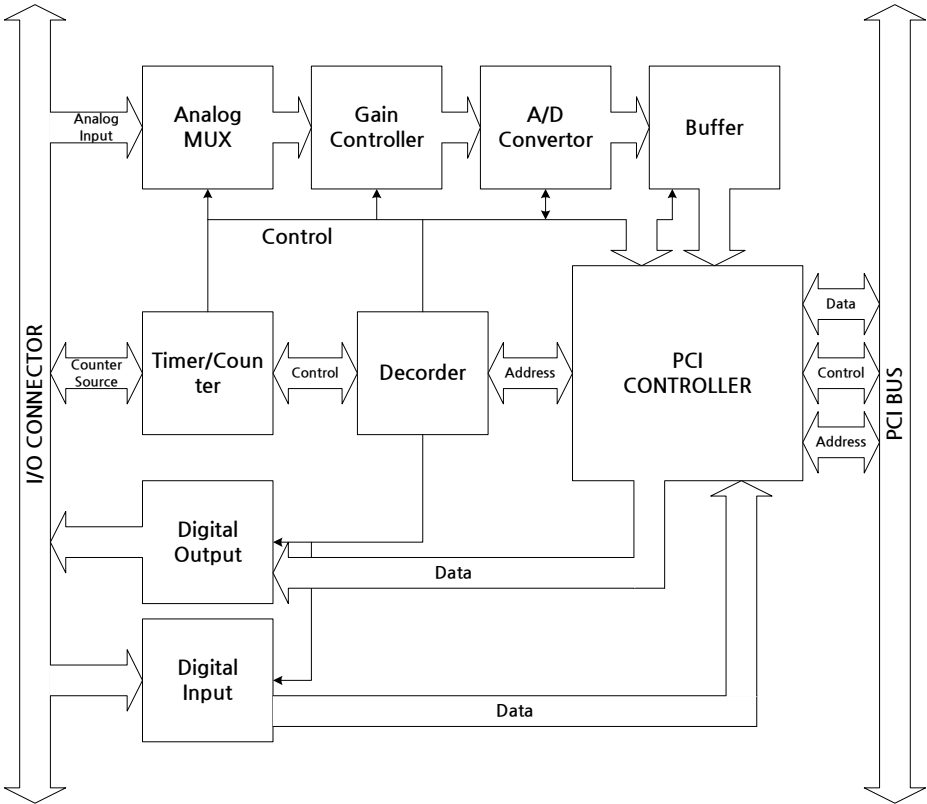 Analog
Input
Analog
MUX
Gain
Controller
A/D
Convertor
Buffer
Control
I/O CONNECTOR
Counter
Source
Timer/Coun
ter
Control
Decorder
Address
PCI
CONTROLLER
Data
Control
Address
PCI BUS
Digital
Output
Data
Digital
Input
Data